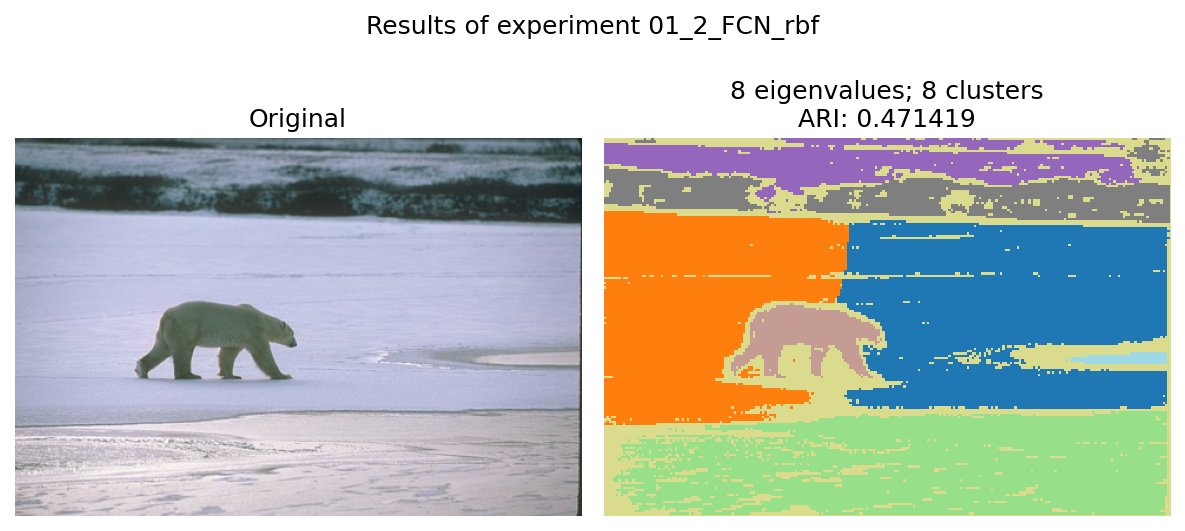 Results of experiment 01_2_FCN_rbf
Original
8 eigenvalues; 8 clusters
ARI: 0.471419